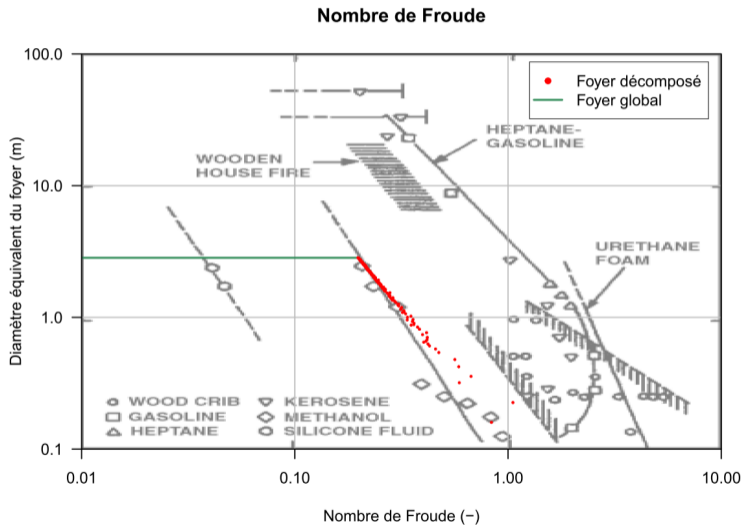 Nombre de Froude
Diamètre équivalent du foyer (m)
100.0
10.0
1.0
0.1
Foyer décomposé
Foyer global
HEPTANE-
GASOLINE
WOODEN
HOUSE FIRE
URETHANE
FOAM
WOOD CRIB
KEROSENE
GASOLINE
METHANOL
HEPTANE
SILICONE FLUID
0.01
0.10
1.00
10.00
Nombre de Froude (−)